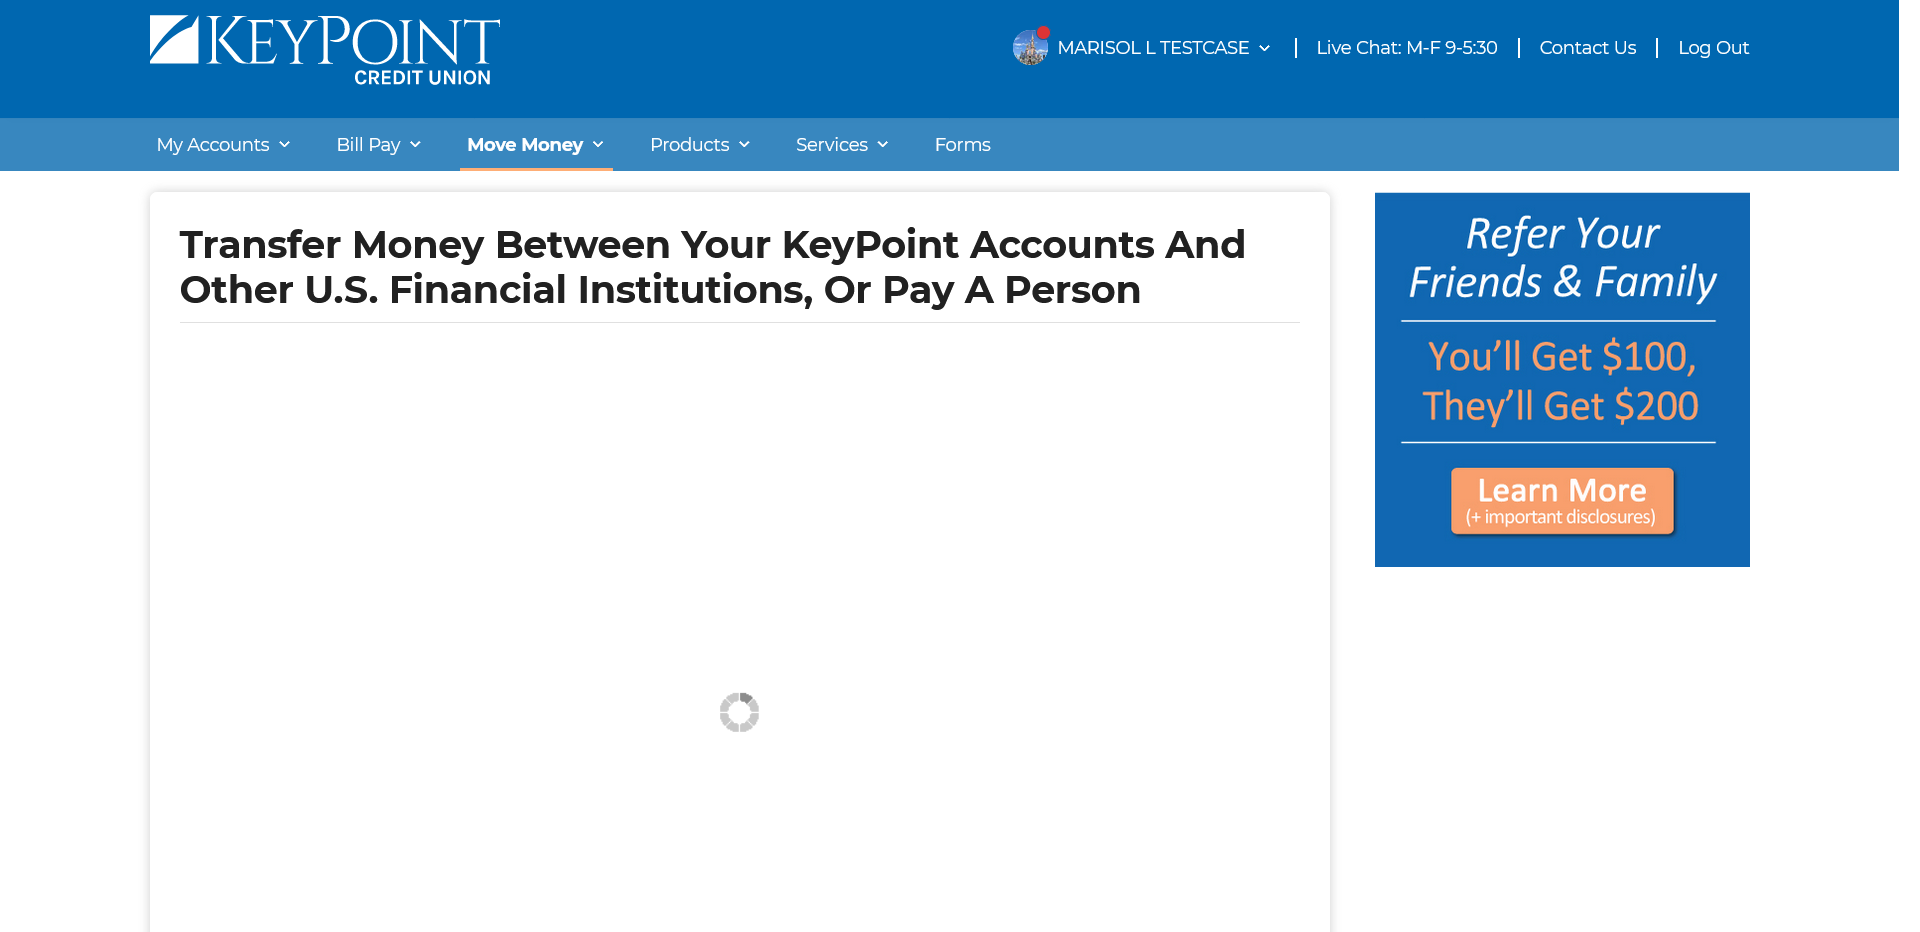 KEYPOINT
CREDIT UNION
MARISOL L TESTCASE
Live Chat: M-F 9-5:30
Contact Us
Log Out
My Accounts
Bill Pay
Move Money
Products
Services
Forms
Transfer Money Between Your KeyPoint Accounts And
Other U.S. Financial Institutions, Or Pay A Person
Refer Your
Friends & Family
You'll Get $100,
They'll Get $200
Learn More
(+ important disclosures)